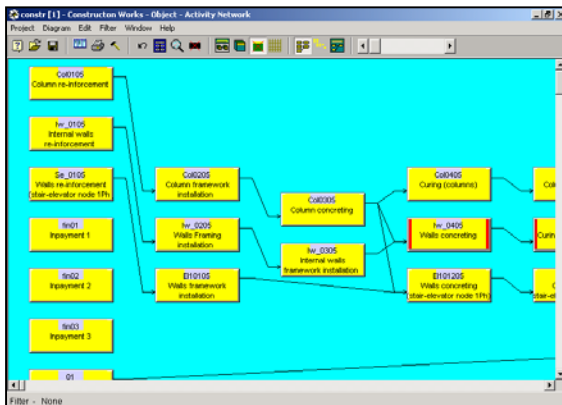 constr [1] - Constructon Works - Object - Activity Network
Project Diagram Edit Filter Window Help
Col0105
Column re-inforcement
Iw_0105
Internal walls
re-inforcement
Se_0105
Walls re-inforcement
(stair-elevator node 1Ph)
fin01
Inpayment 1
fin02
Inpayment 2
fin03
Inpayment 3
01
Col0205
Column framework
installation
Iw_0205
Walls Framing
installation
El10105
Walls framework
installation
Col0305
Column concreting
Iw_0305
Internal walls
framework installation
Col0405
Curing (columns)
Iw_0405
Walls concreting
El101205
Walls concreting
(stair-elevator node 1Ph)
Filter - None